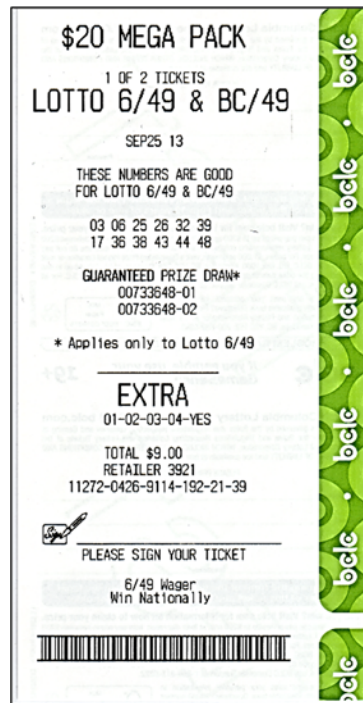 $20 MEGA PACK
1 OF 2 TICKETS
LOTTO 6/49 & BC/49
SEP25 13
THESE NUMBERS ARE GOOD
FOR LOTTO 6/49 & BC/49
03 06 25 26 32 39
17 36 38 43 44 48
GUARANTEED PRIZE DRAW*
00733648-01
00733648-02
* Applies only to Lotto 6/49
EXTRA
01-02-03-04-YES
TOTAL $9.00
RETAILER 3921
11272-0426-9114-192-21-39
PLEASE SIGN YOUR TICKET
6/49 Wager
Win Nationally
bclc
bclc
bclc
bclc
bclc
bclc